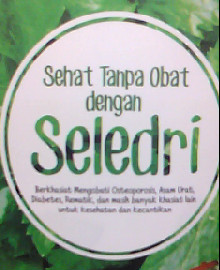 Sehat Tanpa Obat
dengan
Seledri
Berkhasiat Mengobati Osteoporosis, Asam Urat,
Diabetes, Rematik, dan masih banyak khasiat lain
untuk kesehatan dan kecantikan